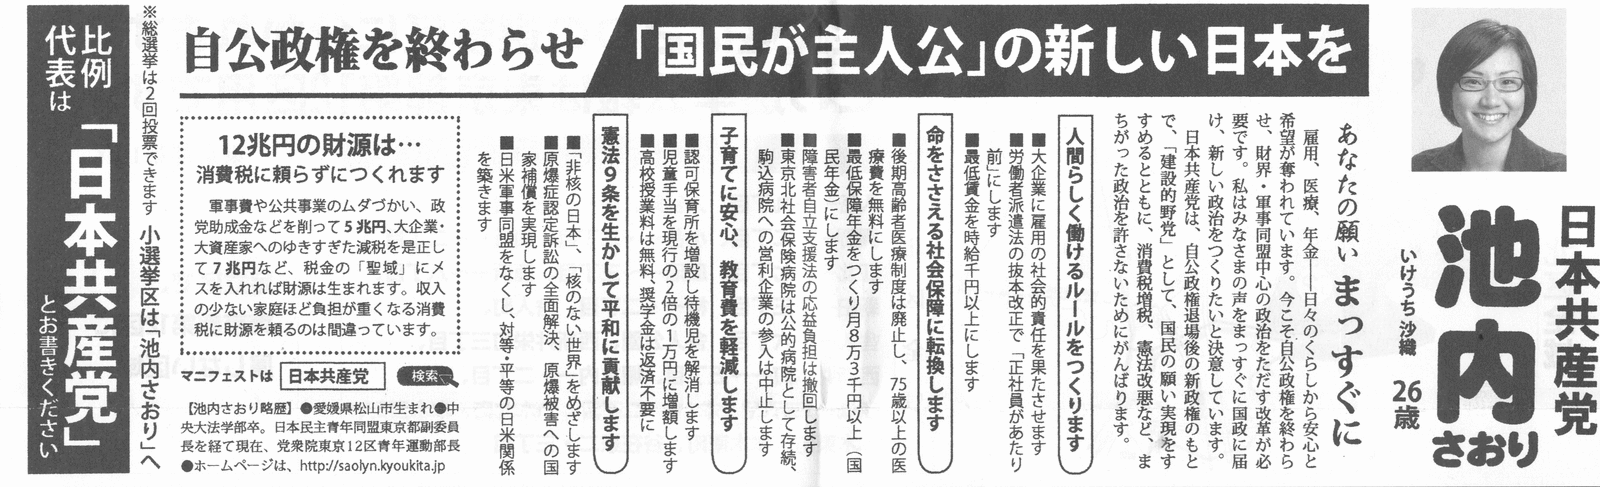 日本共産党
池内さおり
いけうち 沙織
26歳
自公政権を終わらせ
「国民が主人公」の新しい日本を
あなたの願い まっすぐに
雇用、医療、年金――日々のくらしから安心と
希望が奪われています。今こそ自公政権を終わら
せ、財界・軍事同盟中心の政治をただす改革が必
要です。私はみなさまの声をまっすぐに国政に届
け、新しい政治をつくりたいと決意しています。
日本共産党は、自公政権退場後の新政権のもと
で、「建設的野党」として、国民の願い実現をす
すめるとともに、消費税増税、憲法改悪など、ま
ちがった政治を許さないためにがんばります。
人間らしく働けるルールをつくります
■大企業に雇用の社会的責任を果たさせます
■労働者派遣法の抜本改正で「正社員があたり
前」にします
■最低賃金を時給千円以上にします
命をささえる社会保障に転換します
■後期高齢者医療制度は廃止し、75歳以上の医
療費を無料にします
■最低保障年金をつくり月8万3千円以上（国
民年金）にします
■障害者自立支援法の応益負担は撤回します
■東京北社会保険病院は公的病院として存続、
駒込病院への営利企業の参入は中止します
子育てに安心、教育費を軽減します
■認可保育所を増設し待機児を解消します
■児童手当を現行の2倍の1万円に増額します
■高校授業料は無料、奨学金は返済不要に
憲法9条を生かして平和に貢献します
■「非核の日本」、「核のない世界」をめざします
■原爆症認定訴訟の全面解決、原爆被害への国
家補償を実現します
■日米軍事同盟をなくし、対等・平等の日米関係
を築きます
12兆円の財源は…
消費税に頼らずにつくれます
軍事費や公共事業のムダづかい、政
党助成金などを削って5兆円、大企業・
大資産家へのゆきすぎた減税を是正し
て7兆円など、税金の「聖域」にメ
スを入れれば財源は生まれます。収入
の少ない家庭ほど負担が重くなる消費
税に財源を頼るのは間違っています。
マニフェストは 日本共産党 検索
【池内さおり略歴】●愛媛県松山市生まれ●中
央大法学部卒。日本民主青年同盟東京都副委員
長を経て現在、党衆院東京12区青年運動部長
●ホームページは、http://saolyn.kyoukita.jp
※総選挙は2回投票できます 小選挙区は「池内さおり」へ
比例
代表は
「日本共産党」
とお書きください